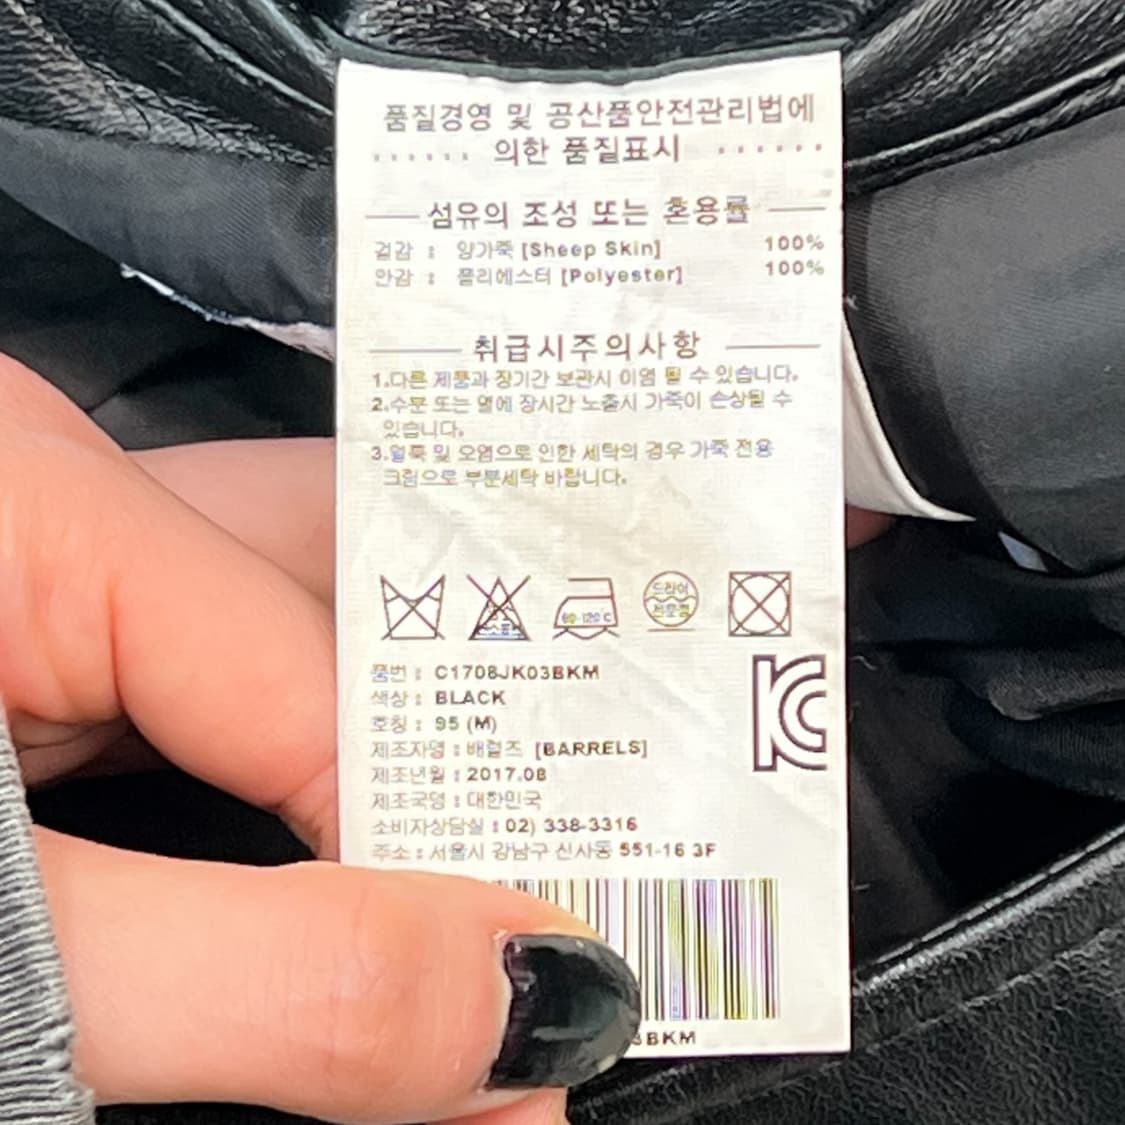 품질경영 및 공산품안전관리법에
의한 품질표시
섬유의 조성 또는 혼용률
겉감 : 양가죽 [Sheep Skin] 100%
안감 : 폴리에스터 [Polyester] 100%
취급시주의사항
1.다른 제품과 장기간 보관시 이염 될 수 있습니다.
2.수분 또는 열에 장시간 노출시 가죽이 손상될 수
있습니다.
3.얼룩 및 오염으로 인한 세탁의 경우 가죽 전용
크림으로 부분세탁 바랍니다.
80-120°C
드라이
품번 : C1708JK03BKM
색상 : BLACK
호칭 : 95 (M)
제조자명 : 배럴즈 [BARRELS]
제조년월 : 2017.08
제조국명 : 대한민국
소비자상담실 : 02) 338-3316
주소 : 서울시 강남구 신사동 551-16 3F
3BKM